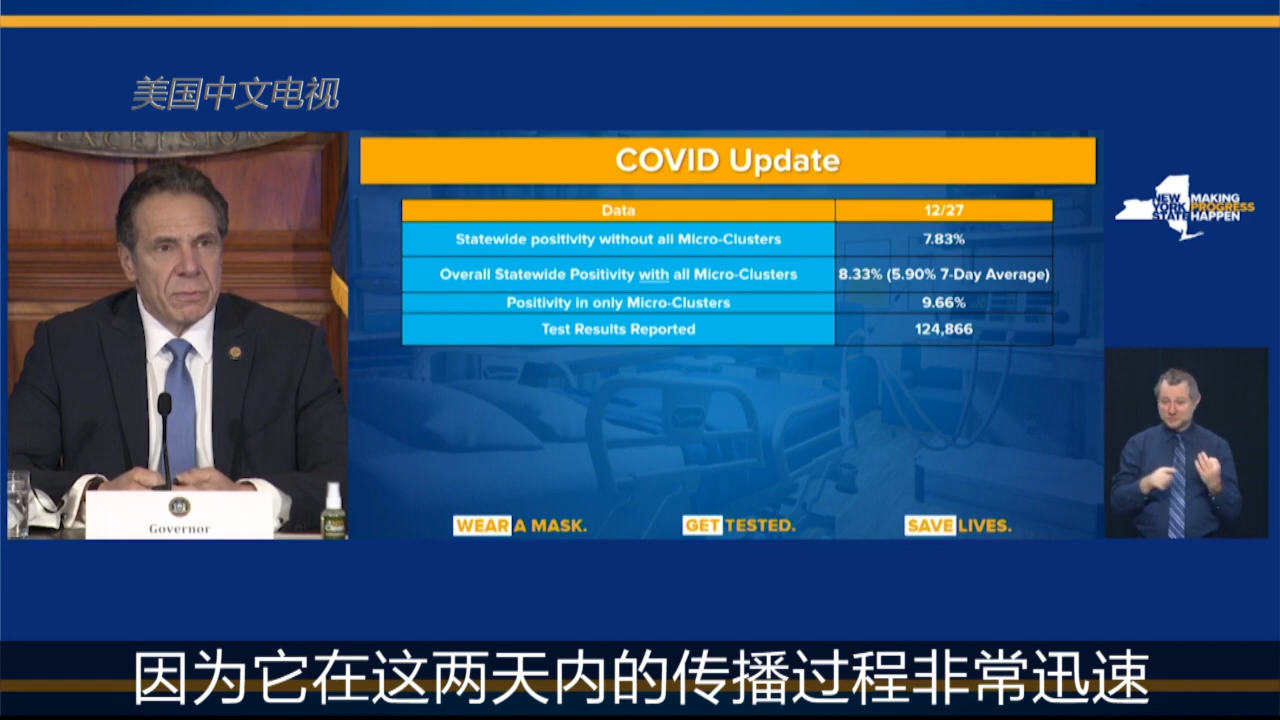 美国中文电视
EXCELSIOR
COVID Update
Data 12/27
Statewide positivity without all Micro-Clusters 7.83%
Overall Statewide Positivity with all Micro-Clusters 8.33% (5.90% 7-Day Average)
Positivity in only Micro-Clusters 9.66%
Test Results Reported 124,866
NEW YORK STATE
MAKING PROGRESS HAPPEN
Governor
WEAR A MASK. GET TESTED. SAVE LIVES.
因为它在这两天内的传播过程非常迅速